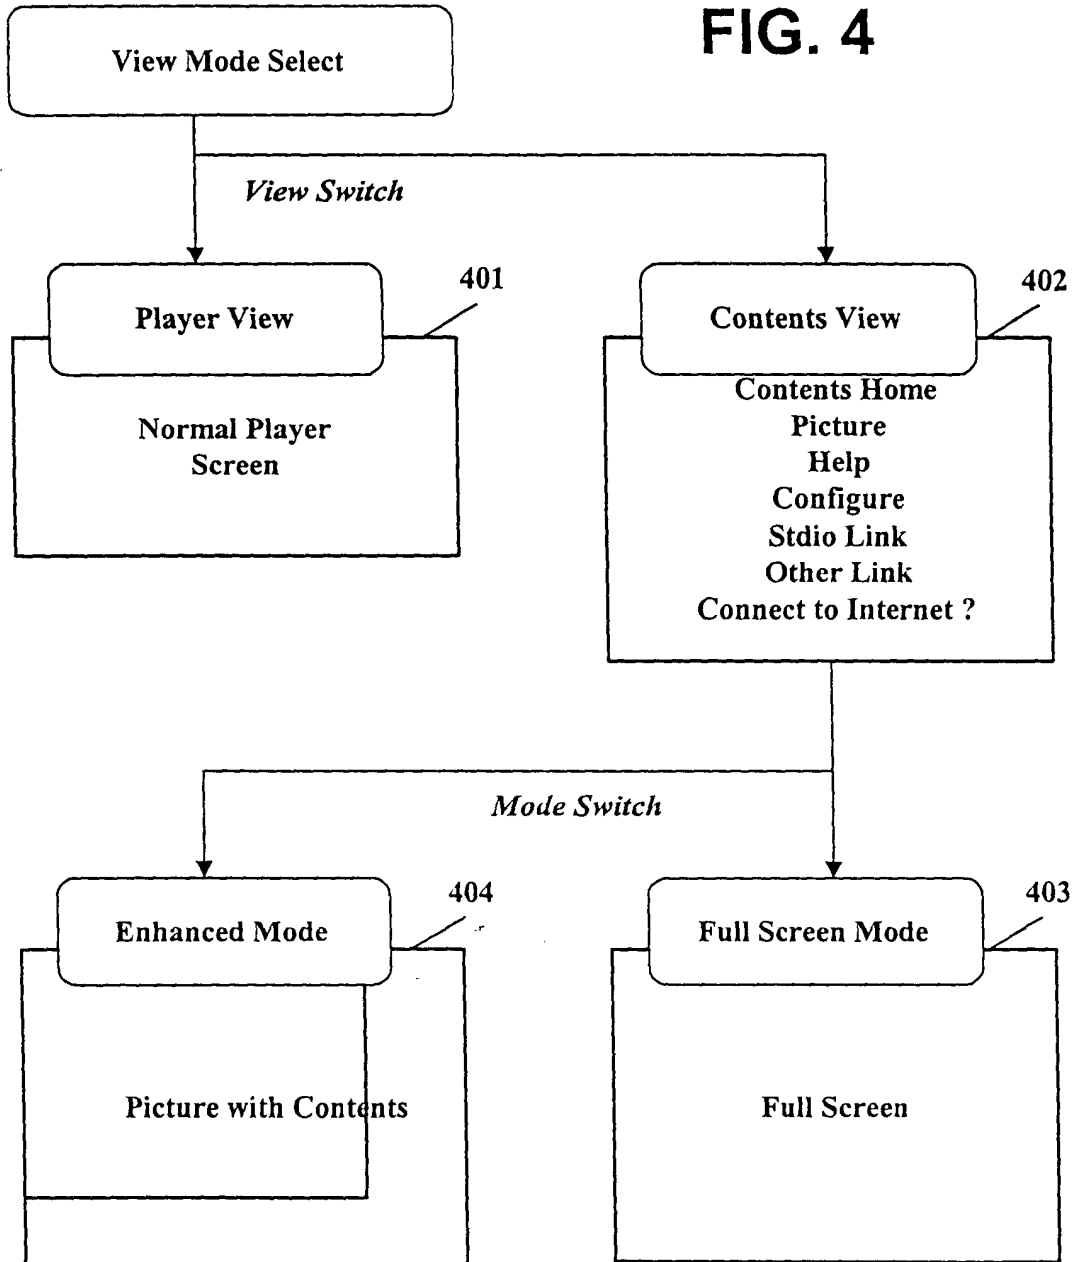 FIG. 4
View Mode Select
View Switch
401
Player View
Normal Player
Screen
402
Contents View
Contents Home
Picture
Help
Configure
Stdio Link
Other Link
Connect to Internet ?
Mode Switch
404
Enhanced Mode
Picture with Contents
403
Full Screen Mode
Full Screen